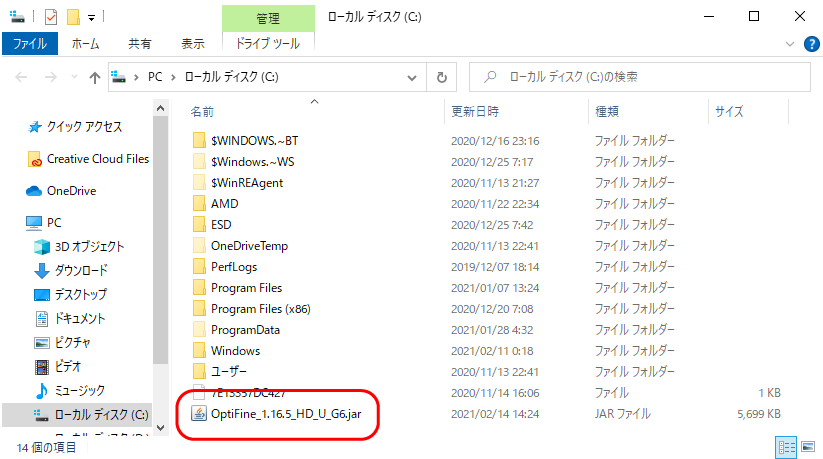 管理
ローカル ディスク (C:)
ファイル
ホーム
共有
表示
ドライブ ツール
PC
ローカル ディスク (C:)
ローカル ディスク (C:)の検索
名前
更新日時
種類
サイズ
クイック アクセス
Creative Cloud Files
OneDrive
PC
3D オブジェクト
ダウンロード
デスクトップ
ドキュメント
ピクチャ
ビデオ
ミュージック
ローカル ディスク (C:)
$WINDOWS.~BT 2020/12/16 23:16 ファイル フォルダー
$Windows.~WS 2020/12/25 7:17 ファイル フォルダー
$WinREAgent 2020/11/13 21:27 ファイル フォルダー
AMD 2020/11/22 22:34 ファイル フォルダー
ESD 2020/12/25 7:42 ファイル フォルダー
OneDriveTemp 2020/11/13 22:41 ファイル フォルダー
PerfLogs 2019/12/07 18:14 ファイル フォルダー
Program Files 2021/01/07 13:24 ファイル フォルダー
Program Files (x86) 2020/12/20 7:08 ファイル フォルダー
ProgramData 2021/01/28 4:32 ファイル フォルダー
Windows 2021/02/11 0:18 ファイル フォルダー
ユーザー 2020/11/13 22:41 ファイル フォルダー
2020/11/14 16:06 ファイル 1 KB
OptiFine_1.16.5_HD_U_G6.jar 2021/02/14 14:24 JAR ファイル 5,699 KB
14 個の項目